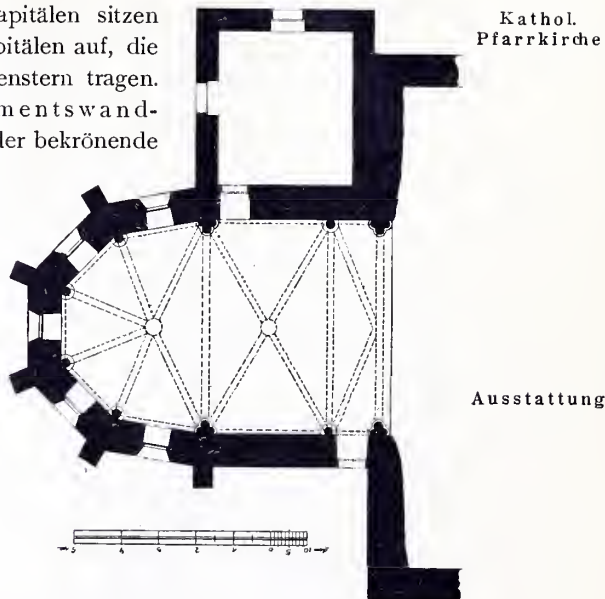 apitälen sitzen
pitälen auf, die
enstern tragen.
mentswand-
der bekrönende
Kathol.
Pfarrkirche
Ausstattung